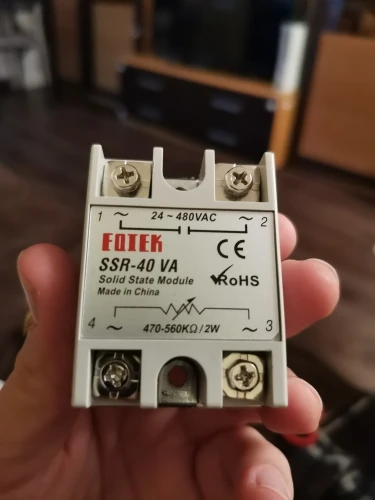 1 ~ 24 ~ 480VAC ~ 2
FOTEK
CE
SSR-40 VA
RoHS
Solid State Module
Made in China
4 ~ 470-560KΩ/2W ~ 3